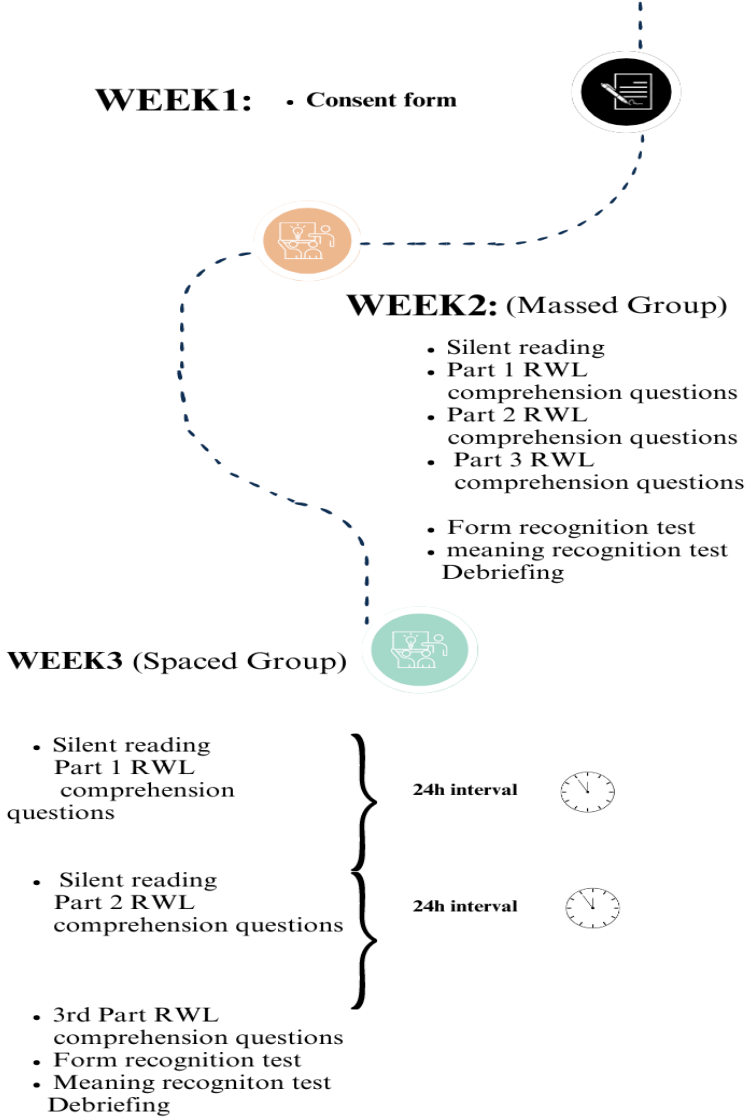 WEEK1: • Consent form
WEEK2: (Massed Group)
• Silent reading
• Part 1 RWL
comprehension questions
• Part 2 RWL
comprehension questions
• Part 3 RWL
comprehension questions
• Form recognition test
• meaning recognition test
Debriefing
WEEK3 (Spaced Group)
• Silent reading
Part 1 RWL
comprehension
questions
24h interval
• Silent reading
Part 2 RWL
comprehension questions
24h interval
• 3rd Part RWL
comprehension questions
• Form recognition test
• Meaning recogniton test
Debriefing